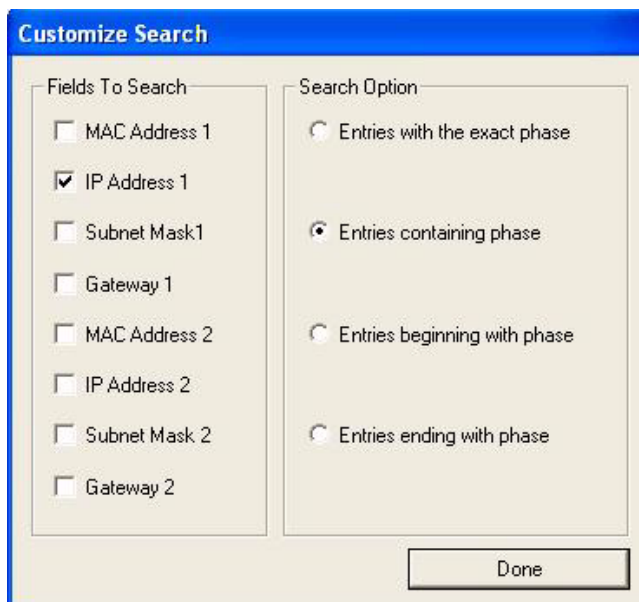 Customize Search
Fields To Search
MAC Address 1
IP Address 1
Subnet Mask1
Gateway 1
MAC Address 2
IP Address 2
Subnet Mask 2
Gateway 2
Search Option
Entries with the exact phase
Entries containing phase
Entries beginning with phase
Entries ending with phase
Done